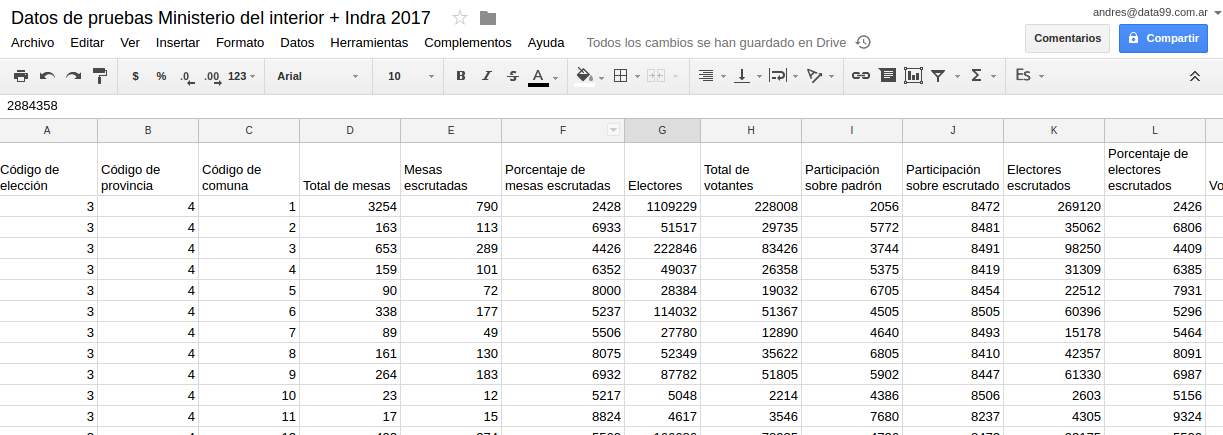 Datos de pruebas Ministerio del interior + Indra 2017
andres@data99.com.ar
Comentarios Compartir
Archivo Editar Ver Insertar Formato Datos Herramientas Complementos Ayuda Todos los cambios se han guardado en Drive
$ % .0 .00 123 Arial 10 B I S A Σ Es
2884358
A B C D E F G H I J K L
Código de elección Código de provincia Código de comuna Total de mesas Mesas escrutadas Porcentaje de mesas escrutadas Electores Total de votantes Participación sobre padrón Participación sobre escrutado Electores escrutados Porcentaje de electores escrutados Vo
3 4 1 3254 790 2428 1109229 228008 2056 8472 269120 2426
3 4 2 163 113 6933 51517 29735 5772 8481 35062 6806
3 4 3 653 289 4426 222846 83426 3744 8491 98250 4409
3 4 4 159 101 6352 49037 26358 5375 8419 31309 6385
3 4 5 90 72 8000 28384 19032 6705 8454 22512 7931
3 4 6 338 177 5237 114032 51367 4505 8505 60396 5296
3 4 7 89 49 5506 27780 12890 4640 8493 15178 5464
3 4 8 161 130 8075 52349 35622 6805 8410 42357 8091
3 4 9 264 183 6932 87782 51805 5902 8447 61330 6987
3 4 10 23 12 5217 5048 2214 4386 8506 2603 5156
3 4 11 17 15 8824 4617 3546 7680 8237 4305 9324